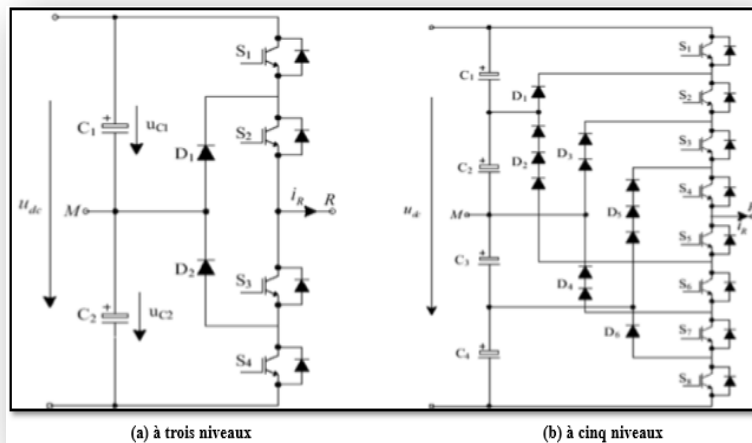 S1
S2
S3
S4
C1
C2
+
+
uC1
uC2
D1
D2
udc
M
iR
R
(a) à trois niveaux
S1
S2
S3
S4
S5
S6
S7
S8
C1
C2
C3
C4
+
+
+
+
D1
D2
D3
D4
D5
D6
M
iR
(b) à cinq niveaux